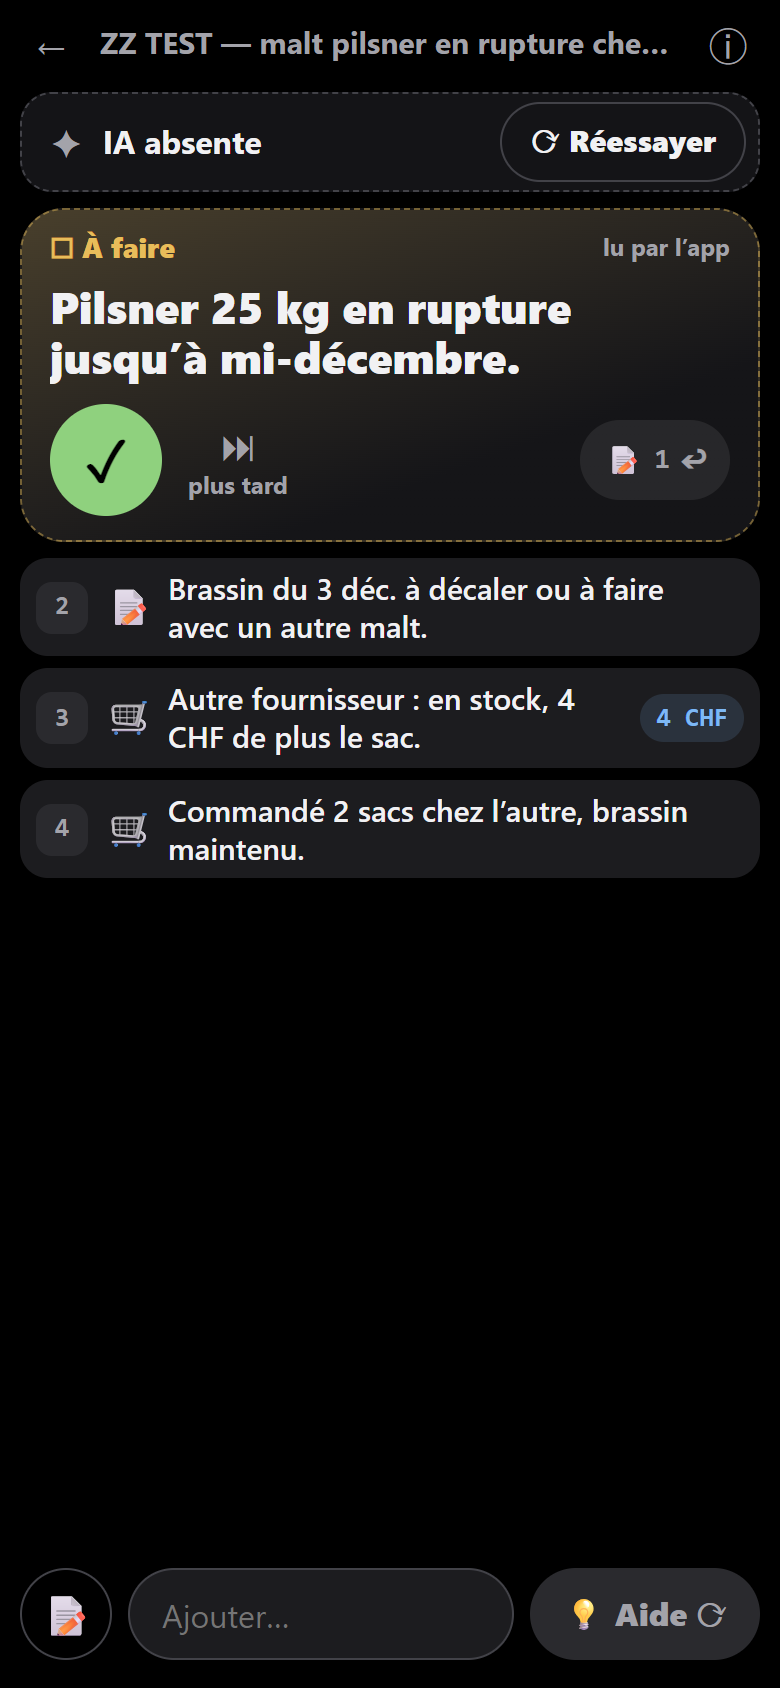 ← ZZ TEST — malt pilsner en rupture che… ⓘ
✦ IA absente ⟳ Réessayer
☐ À faire lu par l’app
Pilsner 25 kg en rupture
jusqu’à mi-décembre.
✓ ⏭ 📝 1 ↩
plus tard
2 📝 Brassin du 3 déc. à décaler ou à faire
avec un autre malt.
3 🛒 Autre fournisseur : en stock, 4
CHF de plus le sac.
4 CHF
4 🛒 Commandé 2 sacs chez l’autre, brassin
maintenu.
📝 Ajouter… 💡 Aide ⟳